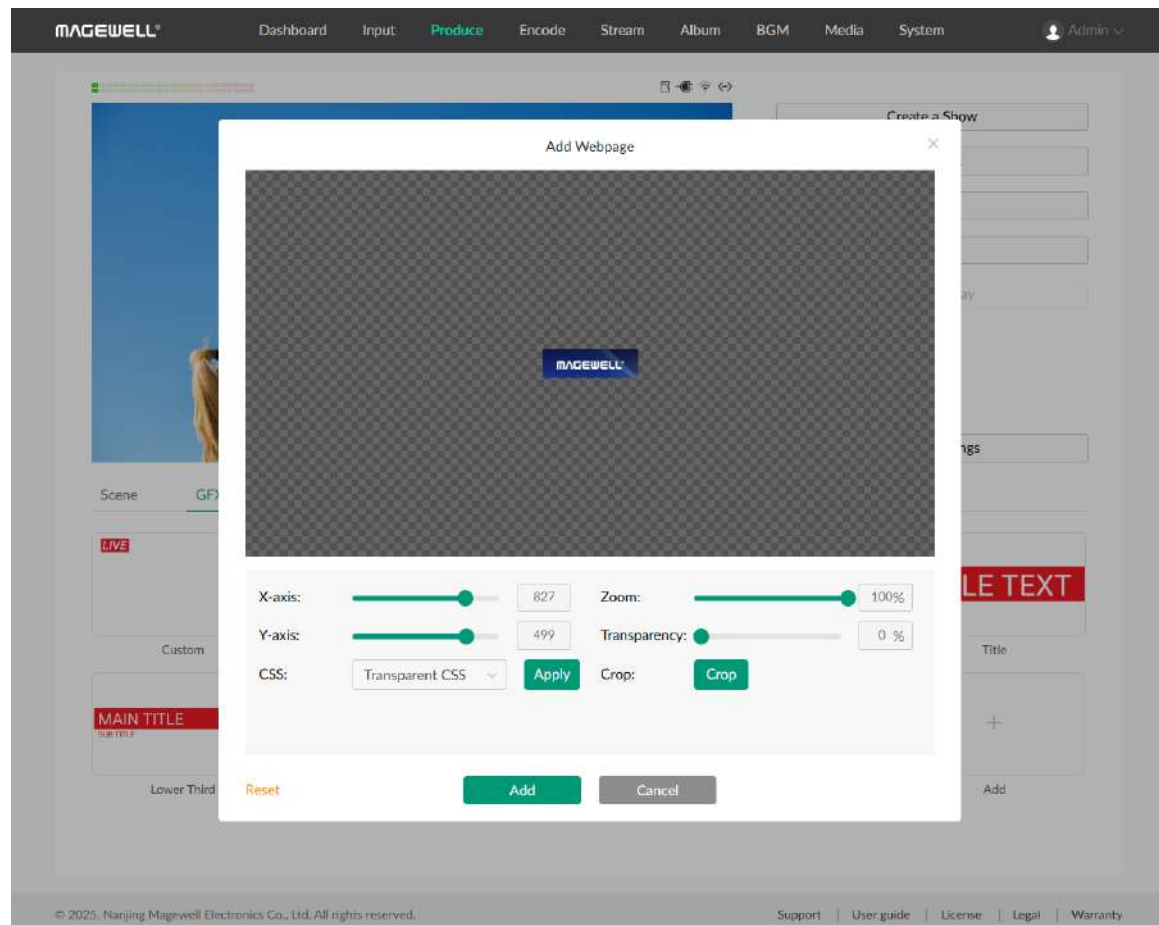 MAGEWELL®
Dashboard Input Produce Encode Stream Album BGM Media System Admin
Create a Show
Add Webpage
MAGEWELL®
Scene GF
LIVE
X-axis: 827 Zoom: 100%
LE TEXT
Y-axis: 499 Transparency: 0 %
Custom Title
CSS: Transparent CSS Apply Crop: Crop
MAIN TITLE
SUB TITLE
Lower Third Reset Add Cancel Add
© 2025, Nanjing Magewell Electronics Co., Ltd. All rights reserved. Support | User guide | License | Legal | Warranty